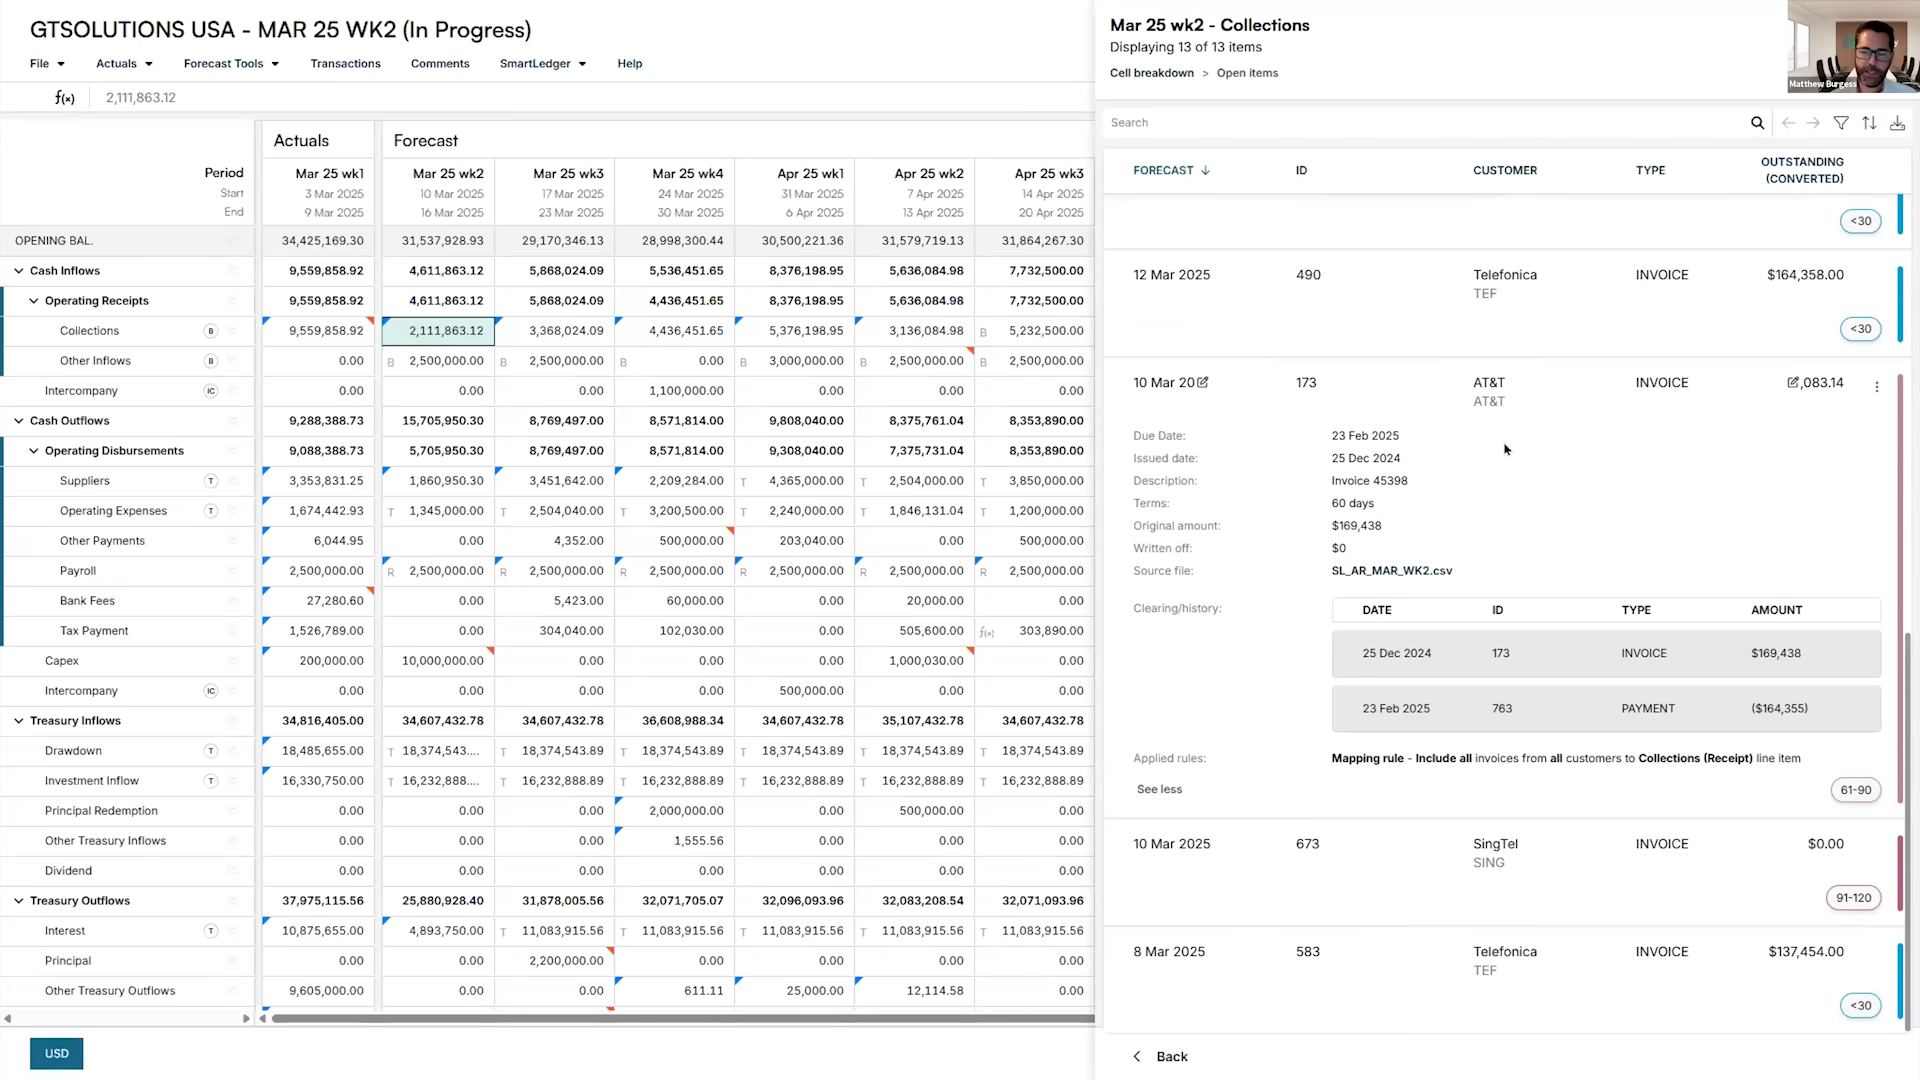 GTSOLUTIONS USA - MAR 25 WK2 (In Progress)
File Actuals Forecast Tools Transactions Comments SmartLedger Help
f(x) 2,111,863.12
Actuals Forecast
Period Mar 25 wk1 Mar 25 wk2 Mar 25 wk3 Mar 25 wk4 Apr 25 wk1 Apr 25 wk2 Apr 25 wk3
Start 3 Mar 2025 10 Mar 2025 17 Mar 2025 24 Mar 2025 31 Mar 2025 7 Apr 2025 14 Apr 2025
End 9 Mar 2025 16 Mar 2025 23 Mar 2025 30 Mar 2025 6 Apr 2025 13 Apr 2025 20 Apr 2025
OPENING BAL. 34,425,169.30 31,537,928.93 29,170,346.13 28,998,300.44 30,500,221.36 31,579,719.13 31,864,267.30
Cash Inflows 9,559,858.92 4,611,863.12 5,868,024.09 5,536,451.65 8,376,198.95 5,636,084.98 7,732,500.00
Operating Receipts 9,559,858.92 4,611,863.12 5,868,024.09 4,436,451.65 8,376,198.95 5,636,084.98 7,732,500.00
Collections B 9,559,858.92 2,111,863.12 3,368,024.09 4,436,451.65 5,376,198.95 3,136,084.98 B 5,232,500.00
Other Inflows B 0.00 B 2,500,000.00 B 2,500,000.00 B 0.00 B 3,000,000.00 B 2,500,000.00 B 2,500,000.00
Intercompany IC 0.00 0.00 0.00 1,100,000.00 0.00 0.00 0.00
Cash Outflows 9,288,388.73 15,705,950.30 8,769,497.00 8,571,814.00 9,808,040.00 8,375,761.04 8,353,890.00
Operating Disbursements 9,088,388.73 5,705,950.30 8,769,497.00 8,571,814.00 9,308,040.00 7,375,731.04 8,353,890.00
Suppliers T 3,353,831.25 1,860,950.30 3,451,642.00 2,209,284.00 T 4,365,000.00 T 2,504,000.00 T 3,850,000.00
Operating Expenses T 1,674,442.93 T 1,345,000.00 T 2,504,040.00 T 3,200,500.00 T 2,240,000.00 T 1,846,131.04 T 1,200,000.00
Other Payments 6,044.95 0.00 4,352.00 500,000.00 203,040.00 0.00 500,000.00
Payroll 2,500,000.00 R 2,500,000.00 R 2,500,000.00 R 2,500,000.00 R 2,500,000.00 R 2,500,000.00 R 2,500,000.00
Bank Fees 27,280.60 0.00 5,423.00 60,000.00 0.00 20,000.00 0.00
Tax Payment 1,526,789.00 0.00 304,040.00 102,030.00 0.00 505,600.00 f(x) 303,890.00
Capex 200,000.00 10,000,000.00 0.00 0.00 0.00 1,000,030.00 0.00
Intercompany IC 0.00 0.00 0.00 0.00 500,000.00 0.00 0.00
Treasury Inflows 34,816,405.00 34,607,432.78 34,607,432.78 36,608,988.34 34,607,432.78 35,107,432.78 34,607,432.78
Drawdown T 18,485,655.00 T 18,374,543.... T 18,374,543.89 T 18,374,543.89 T 18,374,543.89 T 18,374,543.89 T 18,374,543.89
Investment Inflow T 16,330,750.00 T 16,232,888.... T 16,232,888.89 T 16,232,888.89 T 16,232,888.89 T 16,232,888.89 T 16,232,888.89
Principal Redemption 0.00 0.00 0.00 2,000,000.00 0.00 500,000.00 0.00
Other Treasury Inflows 0.00 0.00 0.00 1,555.56 0.00 0.00 0.00
Dividend 0.00 0.00 0.00 0.00 0.00 0.00 0.00
Treasury Outflows 37,975,115.56 25,880,928.40 31,878,005.56 32,071,705.07 32,096,093.96 32,083,208.54 32,071,093.96
Interest T 10,875,655.00 4,893,750.00 T 11,083,915.56 T 11,083,915.56 T 11,083,915.56 T 11,083,915.56 T 11,083,915.56
Principal 0.00 0.00 2,200,000.00 0.00 0.00 0.00 0.00
Other Treasury Outflows 9,605,000.00 0.00 0.00 611.11 25,000.00 12,114.58 0.00
USD
Mar 25 wk2 - Collections
Displaying 13 of 13 items
Cell breakdown > Open items
Matthew Burgess
Search
FORECAST ID CUSTOMER TYPE OUTSTANDING (CONVERTED)
<30
12 Mar 2025 490 Telefonica INVOICE $164,358.00
TEF
<30
10 Mar 20 173 AT&T INVOICE ,083.14
AT&T
Due Date: 23 Feb 2025
Issued date: 25 Dec 2024
Description: Invoice 45398
Terms: 60 days
Original amount: $169,438
Written off: $0
Source file: SL_AR_MAR_WK2.csv
Clearing/history: DATE ID TYPE AMOUNT
25 Dec 2024 173 INVOICE $169,438
23 Feb 2025 763 PAYMENT ($164,355)
Applied rules: Mapping rule - Include all invoices from all customers to Collections (Receipt) line item
See less
61-90
10 Mar 2025 673 SingTel INVOICE $0.00
SING
91-120
8 Mar 2025 583 Telefonica INVOICE $137,454.00
TEF
<30
Back